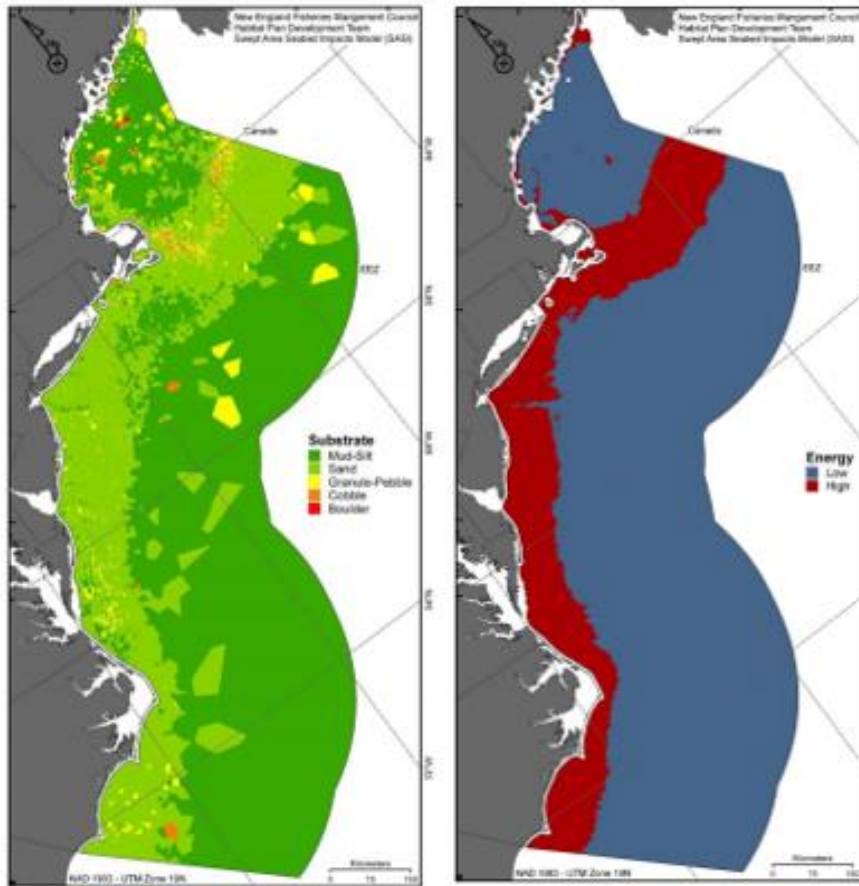 New England Fisheries Mangement Council
Habitat Plan Development Team
Swept Area Seabed Impacts Model (SASI)
Canada
EEZ
Substrate
Mud-Silt
Sand
Granule-Pebble
Cobble
Boulder
Kilometers
NAD 1983 - UTM Zone 19N
New England Fisheries Mangement Council
Habitat Plan Development Team
Swept Area Seabed Impacts Model (SASI)
Canada
EEZ
Energy
Low
High
Kilometers
NAD 1983 - UTM Zone 19N